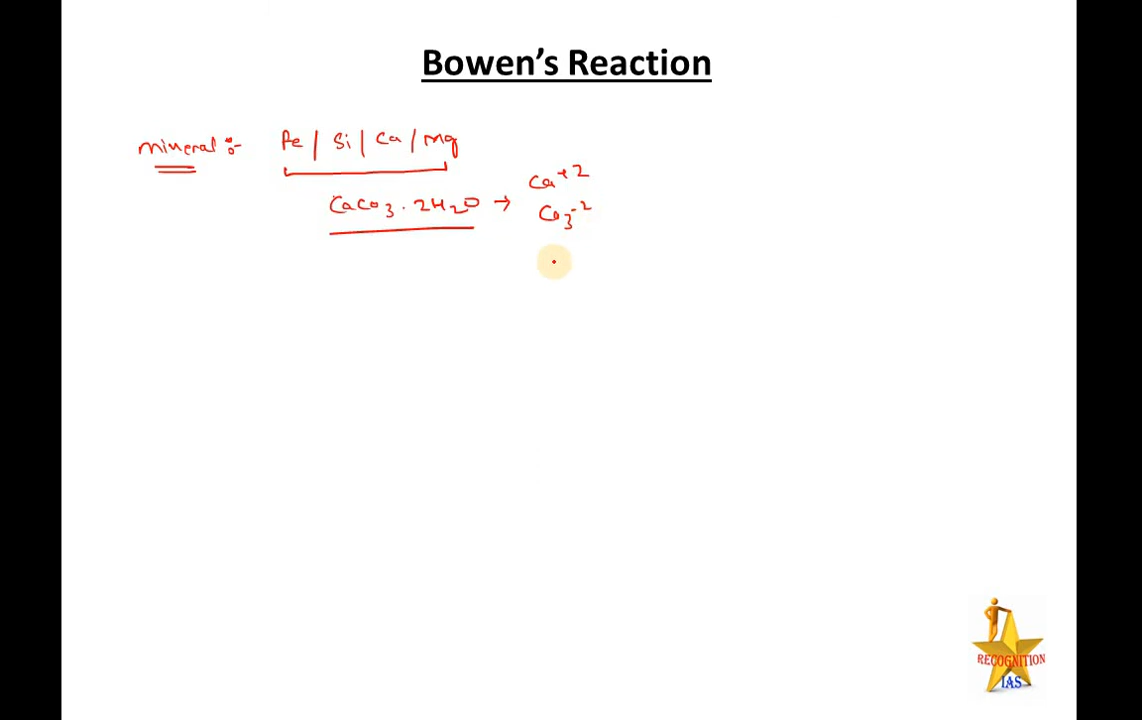 Bowen's Reaction
mineral :- Fe | Si | Ca | Mg
CaCO3 . 2H2O → Ca+2
CO3-2
RECOGNITION
IAS